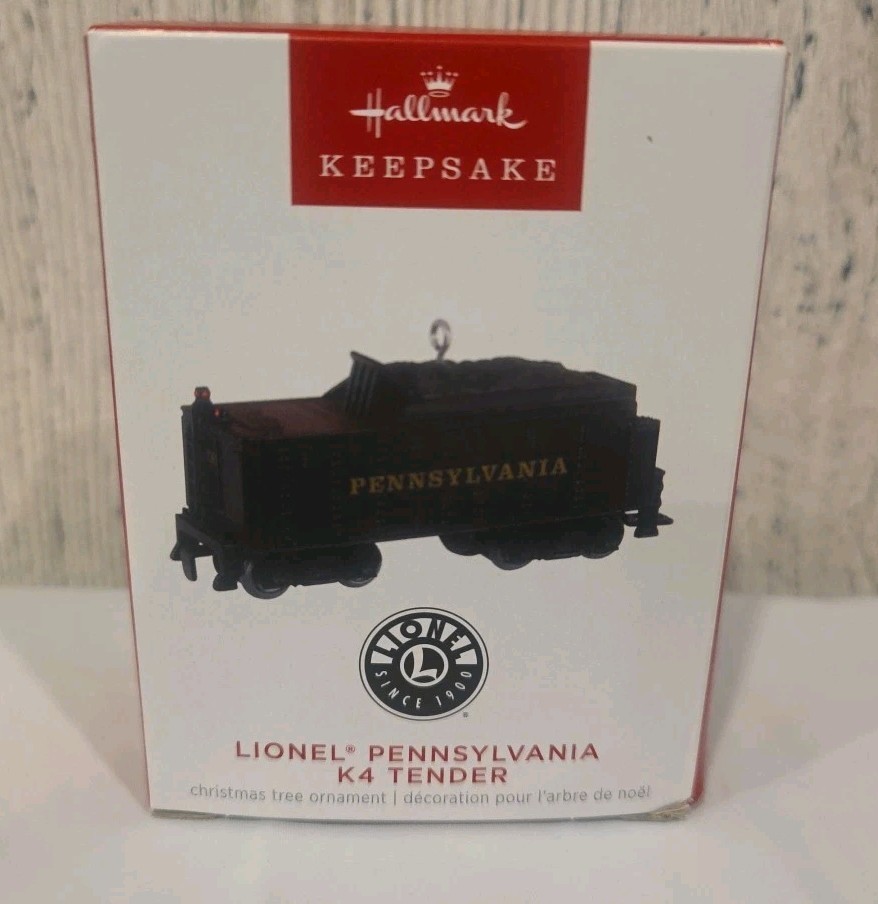 Hallmark
KEEPSAKE
PENNSYLVANIA
LIONEL
L
SINCE 1900
LIONEL® PENNSYLVANIA
K4 TENDER
christmas tree ornament | décoration pour l'arbre de noël